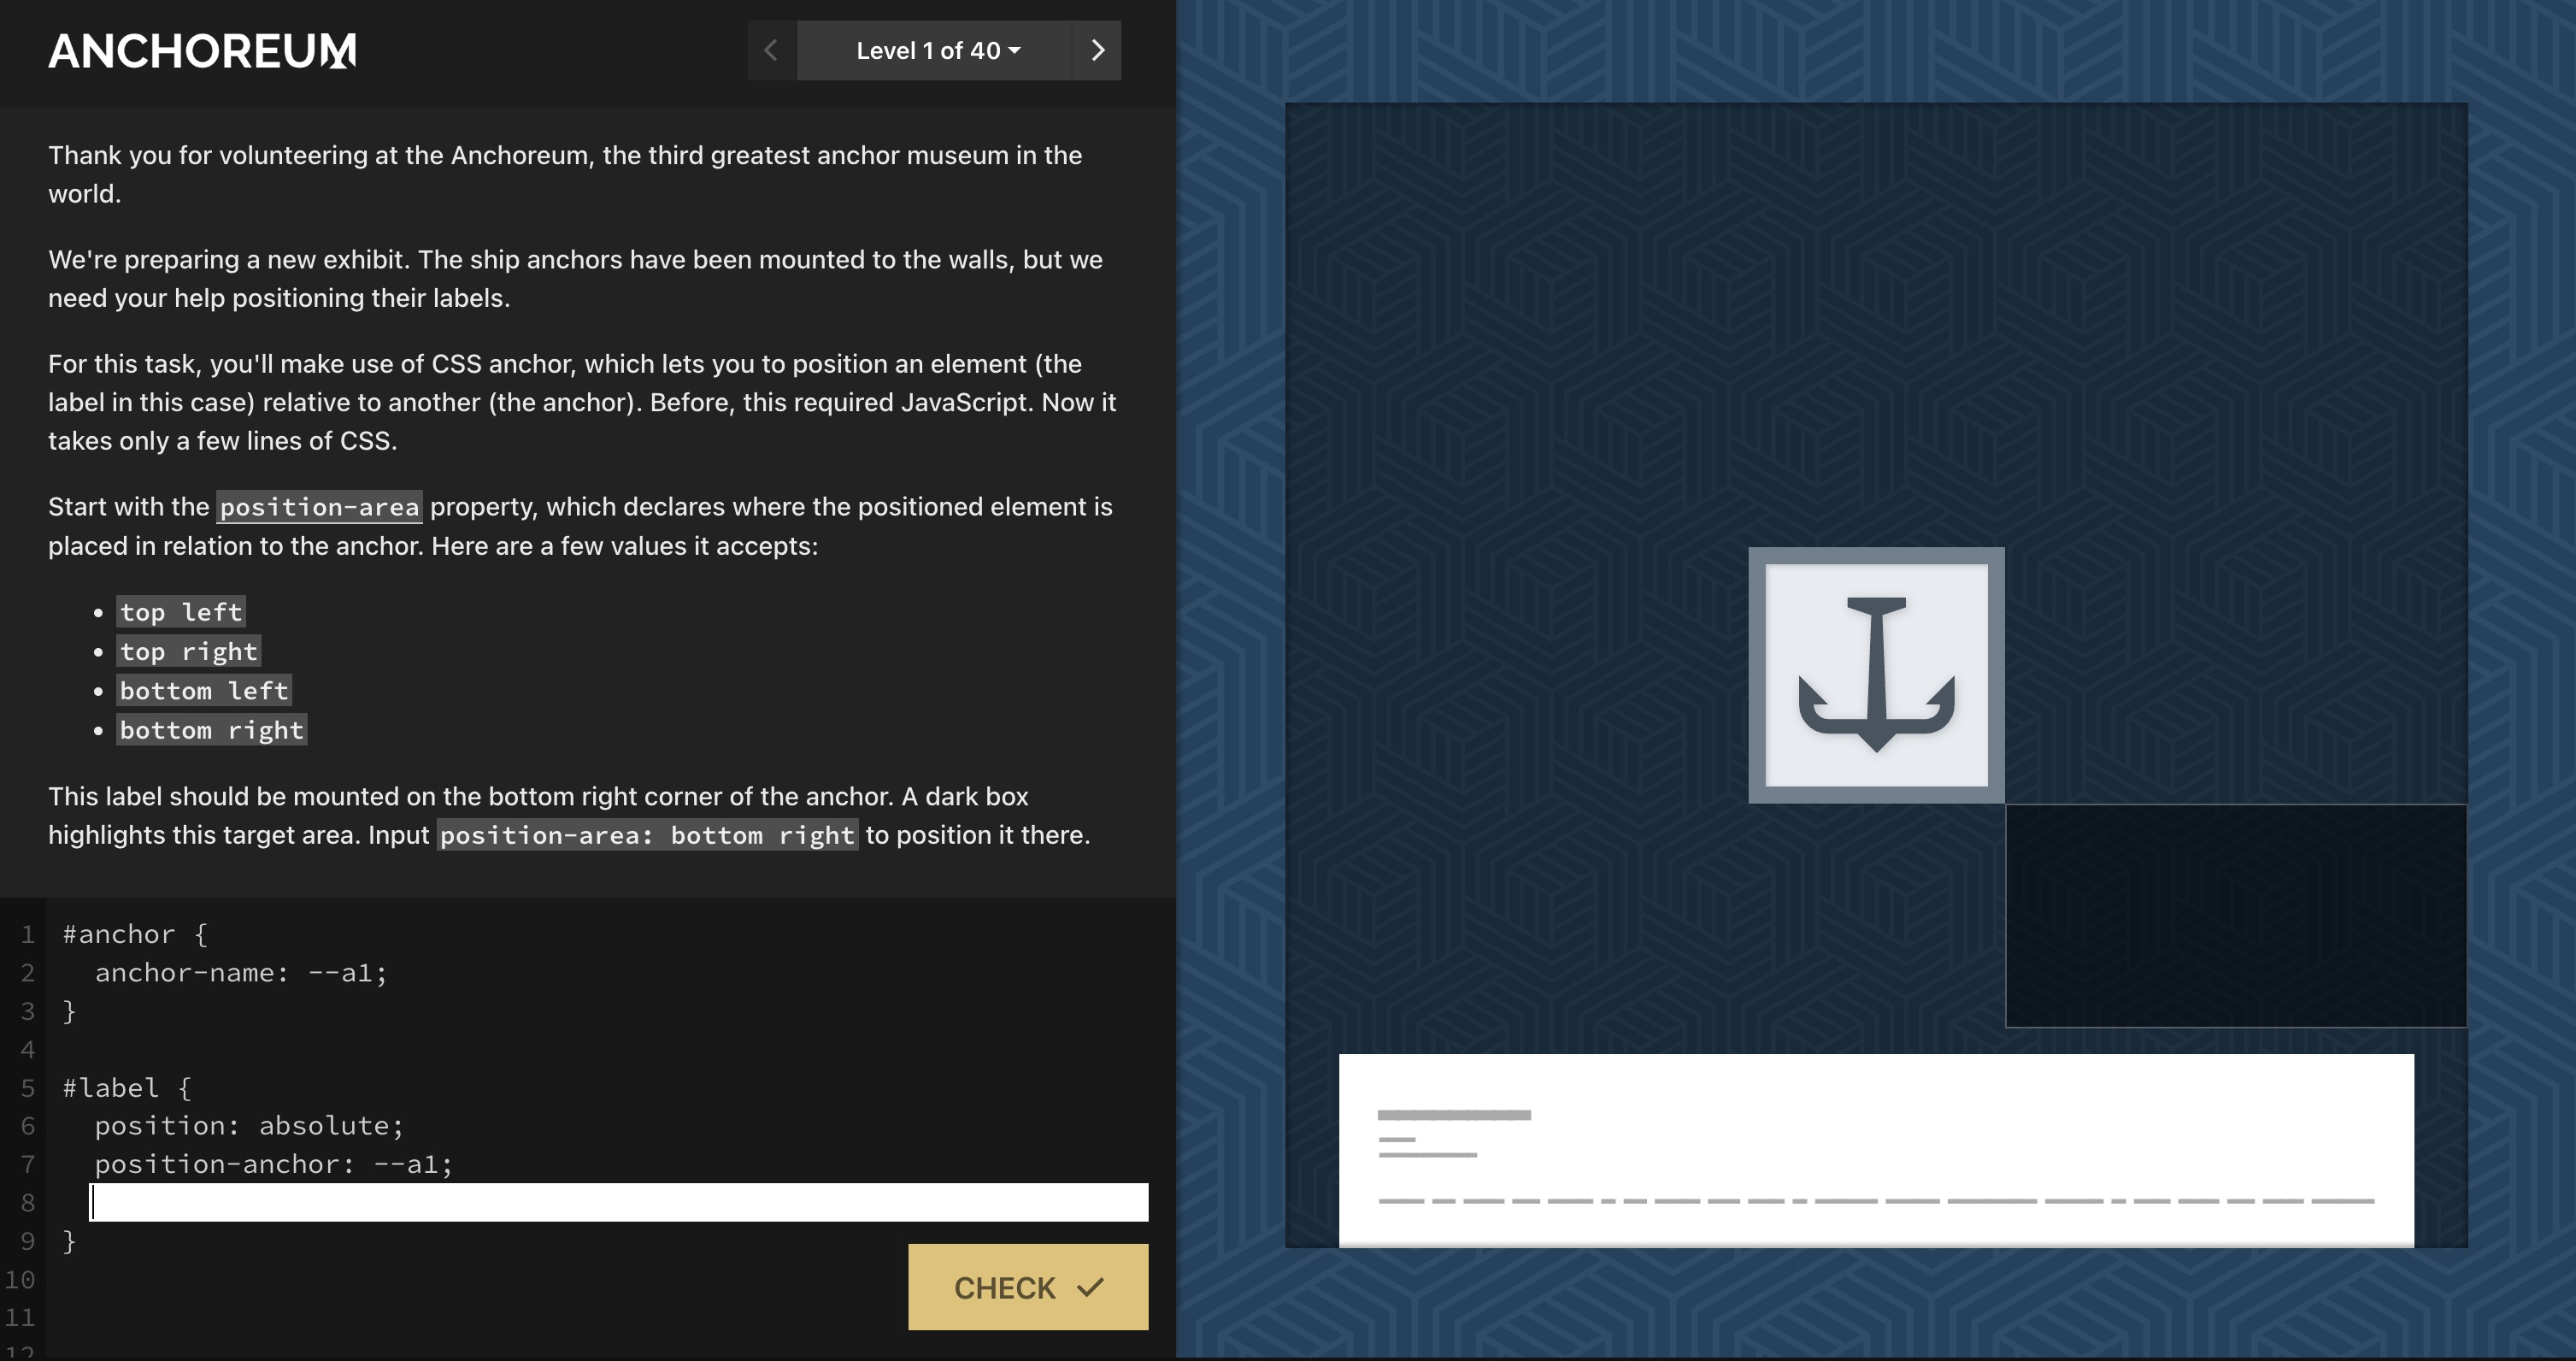 ANCHOREUM
Level 1 of 40
Thank you for volunteering at the Anchoreum, the third greatest anchor museum in the
world.
We're preparing a new exhibit. The ship anchors have been mounted to the walls, but we
need your help positioning their labels.
For this task, you'll make use of CSS anchor, which lets you to position an element (the
label in this case) relative to another (the anchor). Before, this required JavaScript. Now it
takes only a few lines of CSS.
Start with the position-area property, which declares where the positioned element is
placed in relation to the anchor. Here are a few values it accepts:
• top left
• top right
• bottom left
• bottom right
This label should be mounted on the bottom right corner of the anchor. A dark box
highlights this target area. Input position-area: bottom right to position it there.
1 #anchor {
2 anchor-name: --a1;
3 }
4
5 #label {
6 position: absolute;
7 position-anchor: --a1;
8
9 }
CHECK
10
11
12